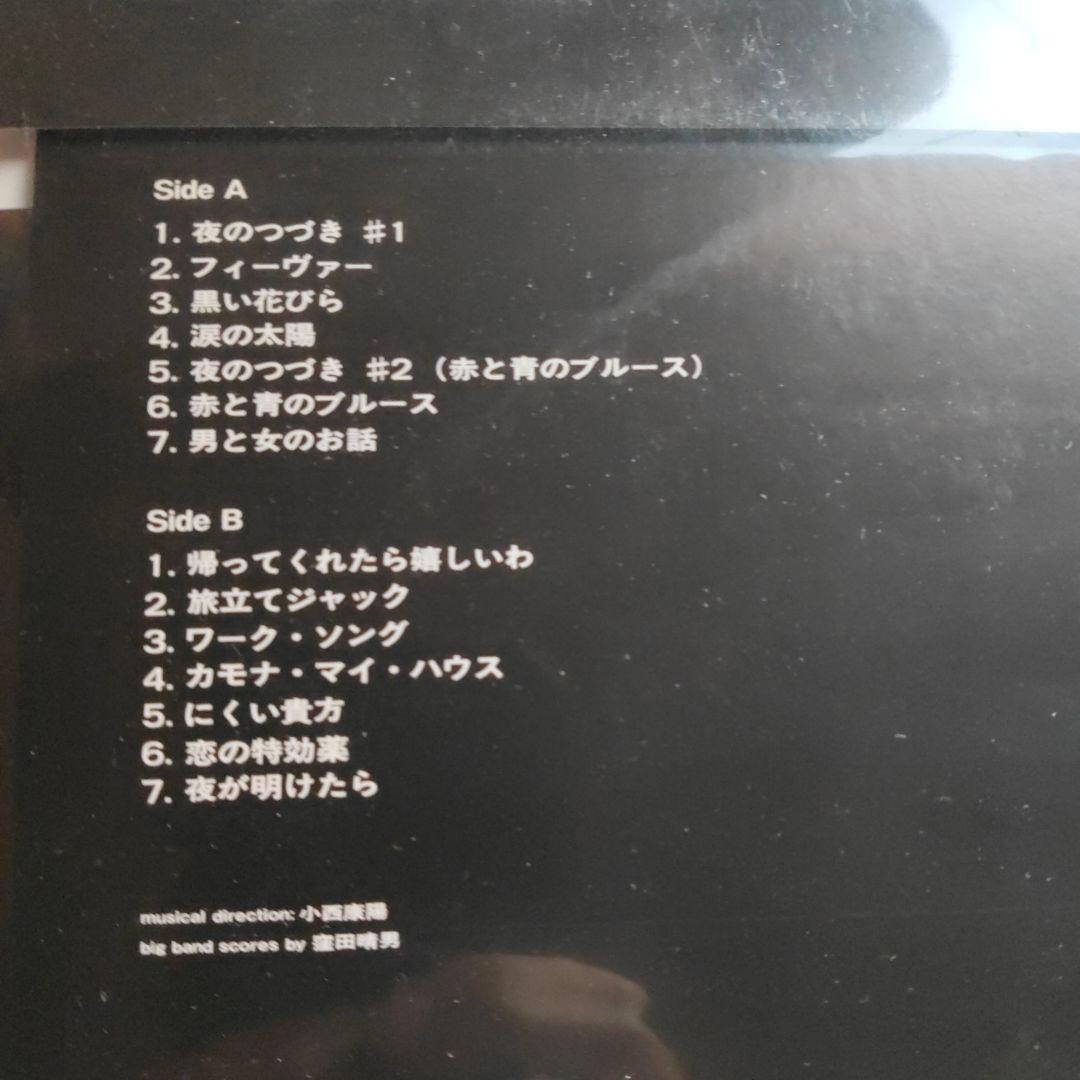 Side A
1. 夜のつづき ♯1
2. フィーヴァー
3. 黒い花びら
4. 涙の太陽
5. 夜のつづき ♯2（赤と青のブルース）
6. 赤と青のブルース
7. 男と女のお話
Side B
1. 帰ってくれたら嬉しいわ
2. 旅立てジャック
3. ワーク・ソング
4. カモナ・マイ・ハウス
5. にくい貴方
6. 恋の特効薬
7. 夜が明けたら
musical direction: 小西康陽
big band scores by 窪田晴男